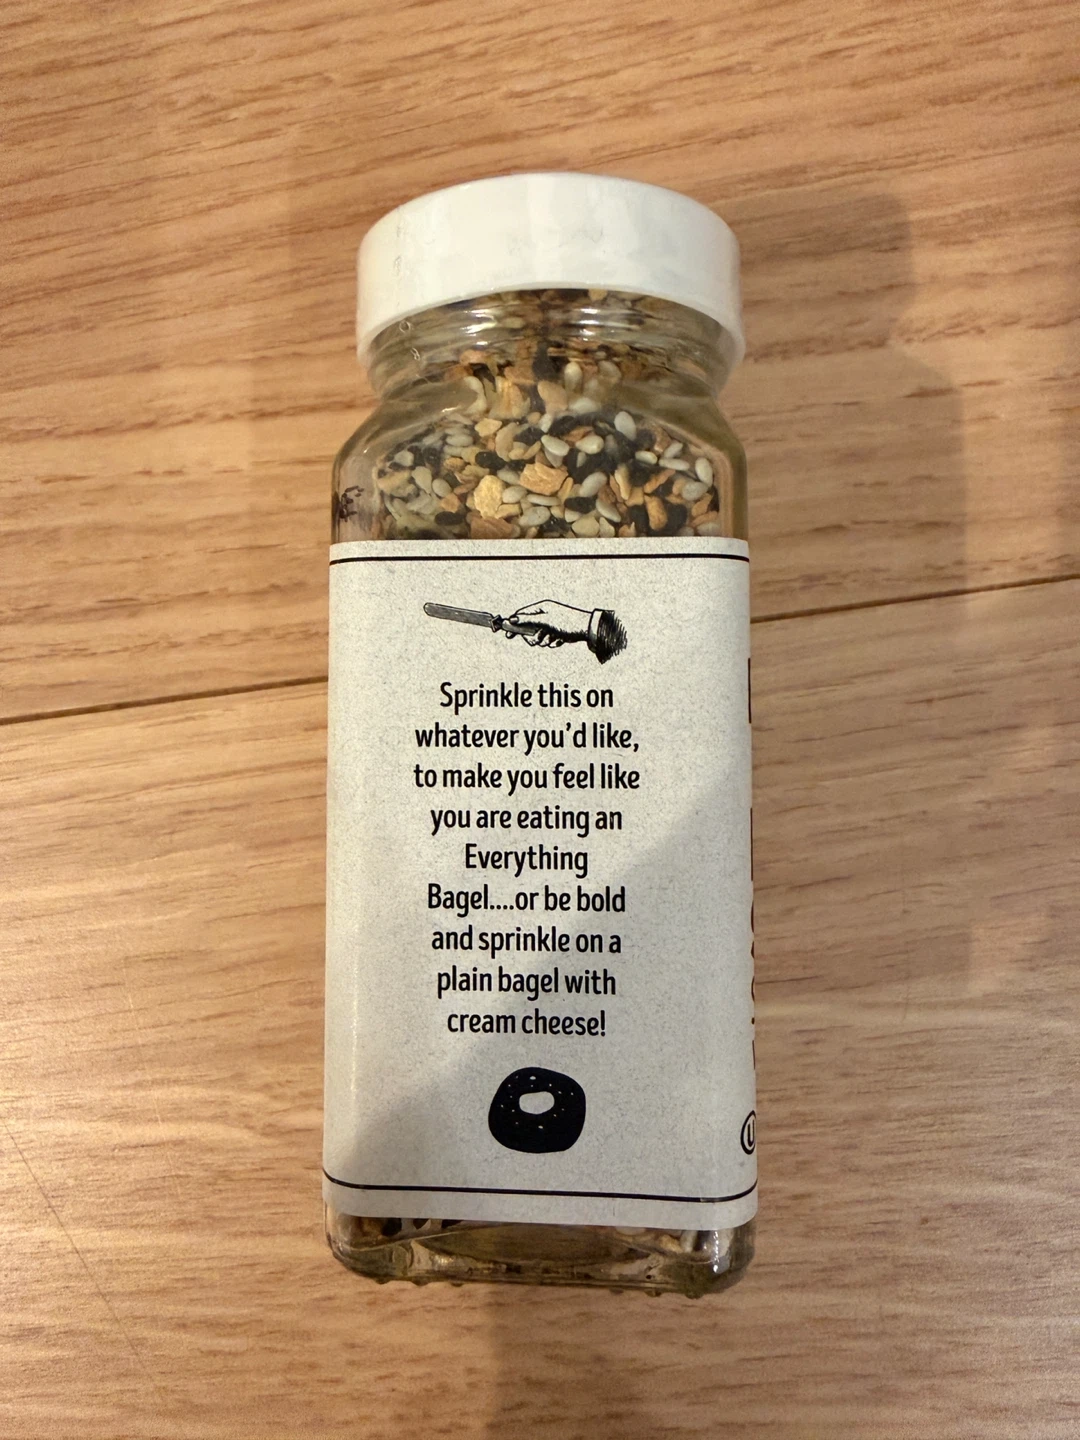 Sprinkle this on
whatever you'd like,
to make you feel like
you are eating an
Everything
Bagel....or be bold
and sprinkle on a
plain bagel with
cream cheese!
U